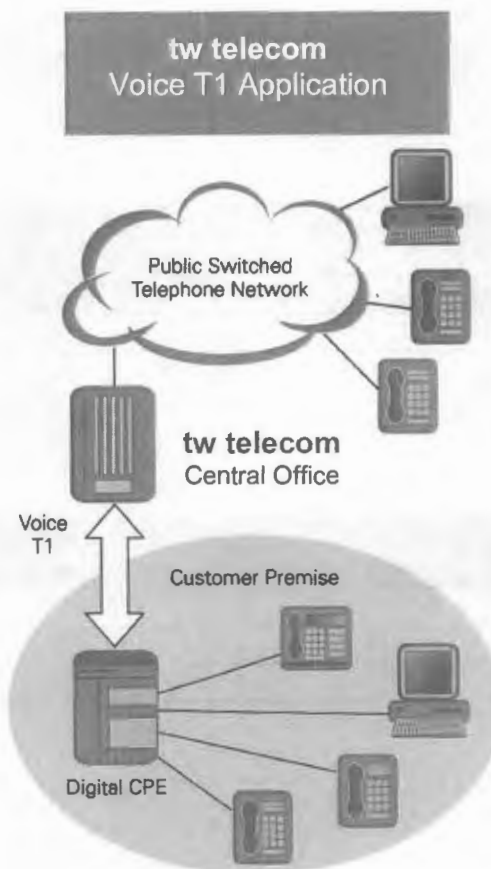 tw telecom
Voice T1 Application
Public Switched
Telephone Network
tw telecom
Central Office
Voice
T1
Customer Premise
Digital CPE